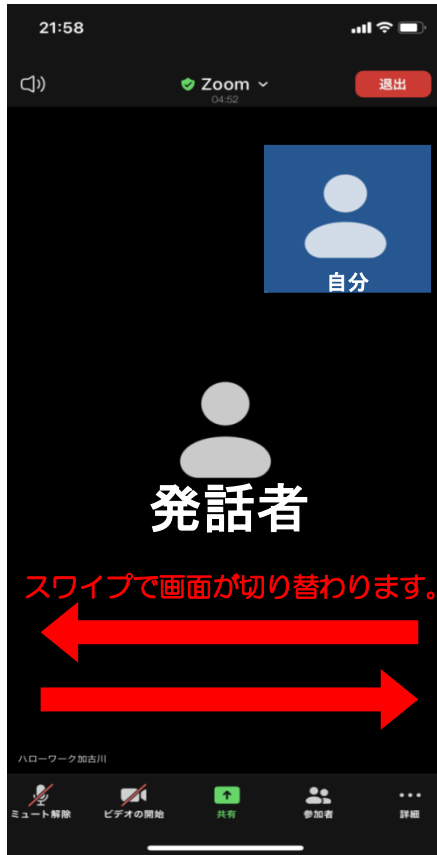 21:58
Zoom
退出
04:52
自分
発話者
スワイプで画面が切り替わります。
ハローワーク加古川
ミュート解除 ビデオの開始 共有 参加者 詳細